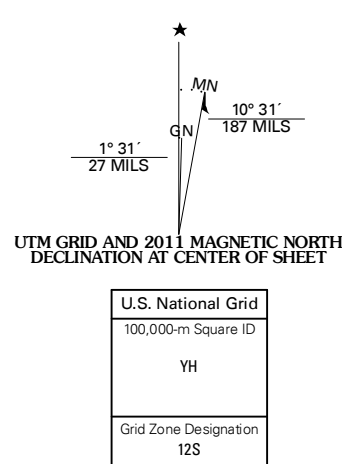 ★
MN
GN
10° 31´
187 MILS
1° 31´
27 MILS
UTM GRID AND 2011 MAGNETIC NORTH
DECLINATION AT CENTER OF SHEET
U.S. National Grid
100,000-m Square ID
YH
Grid Zone Designation
12S